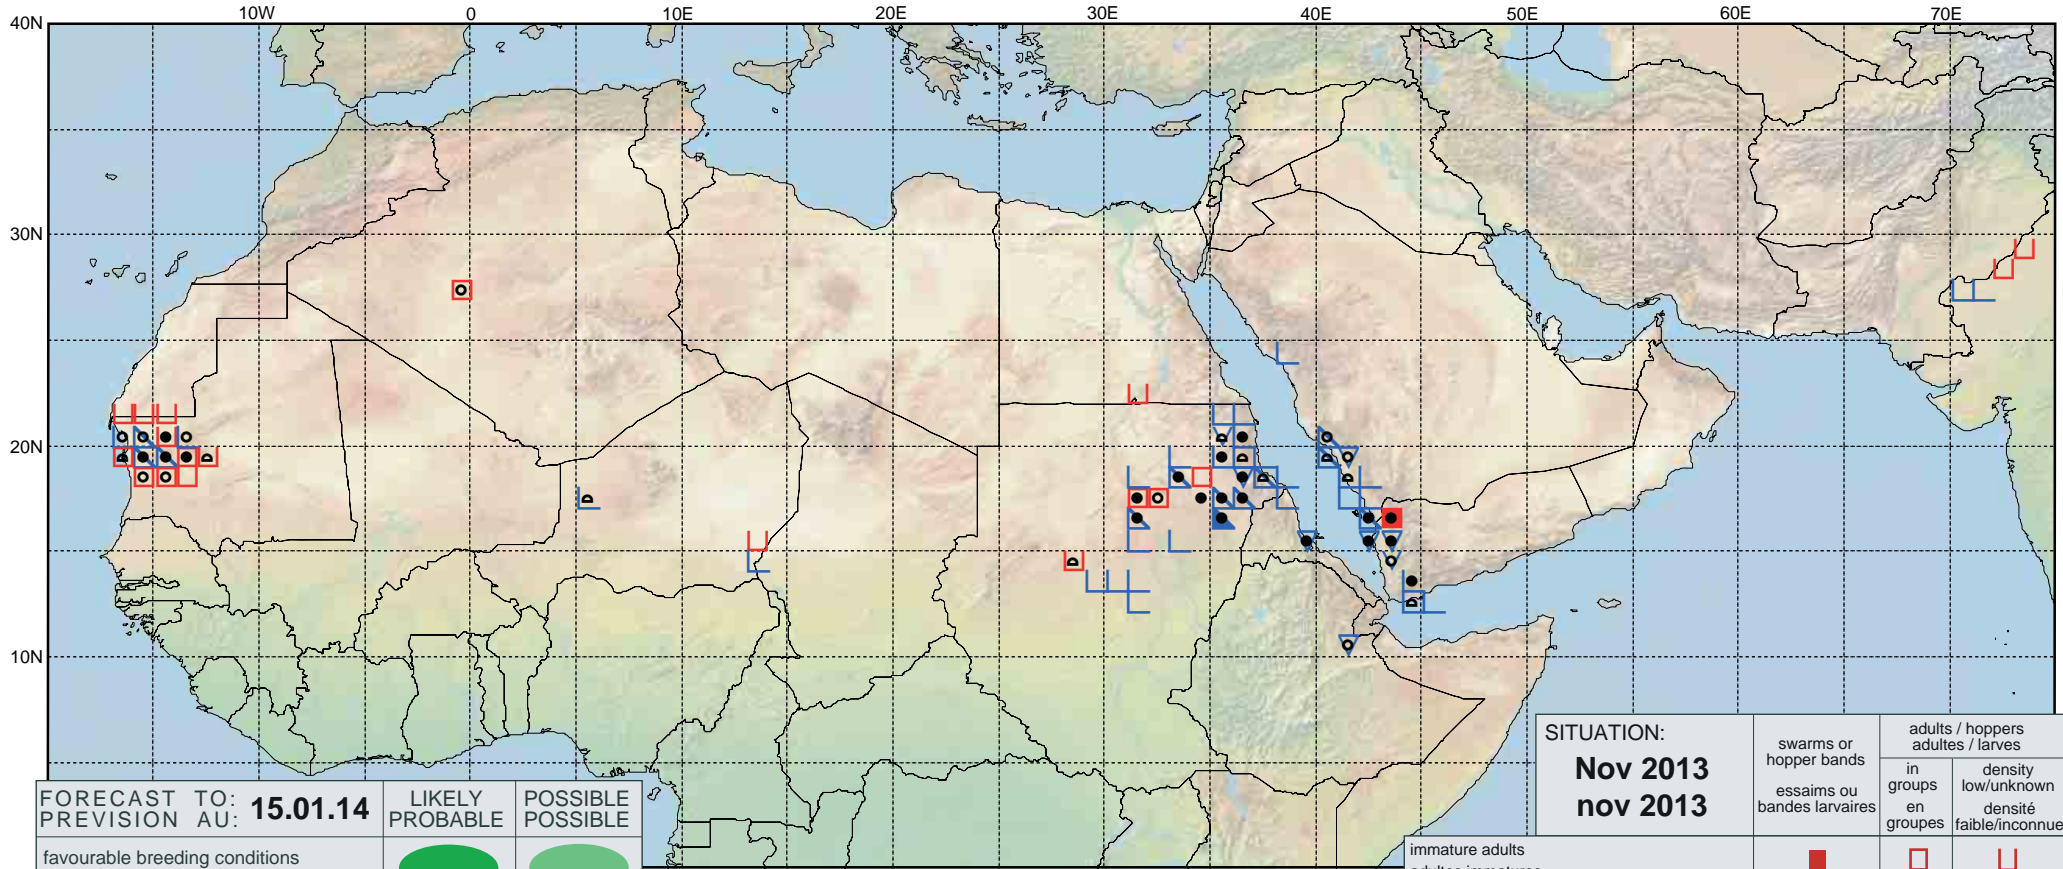 10W 0 10E 20E 30E 40E 50E 60E 70E
40N
30N
20N
10N
FORECAST TO: 15.01.14
PREVISION AU:
LIKELY
PROBABLE
POSSIBLE
POSSIBLE
favourable breeding conditions
SITUATION:
Nov 2013
nov 2013
swarms or
hopper bands
essaims ou
bandes larvaires
adults / hoppers
adultes / larves
in
groups
en
groupes
density
low/unknown
densité
faible/inconnue
immature adults
adultes immatures